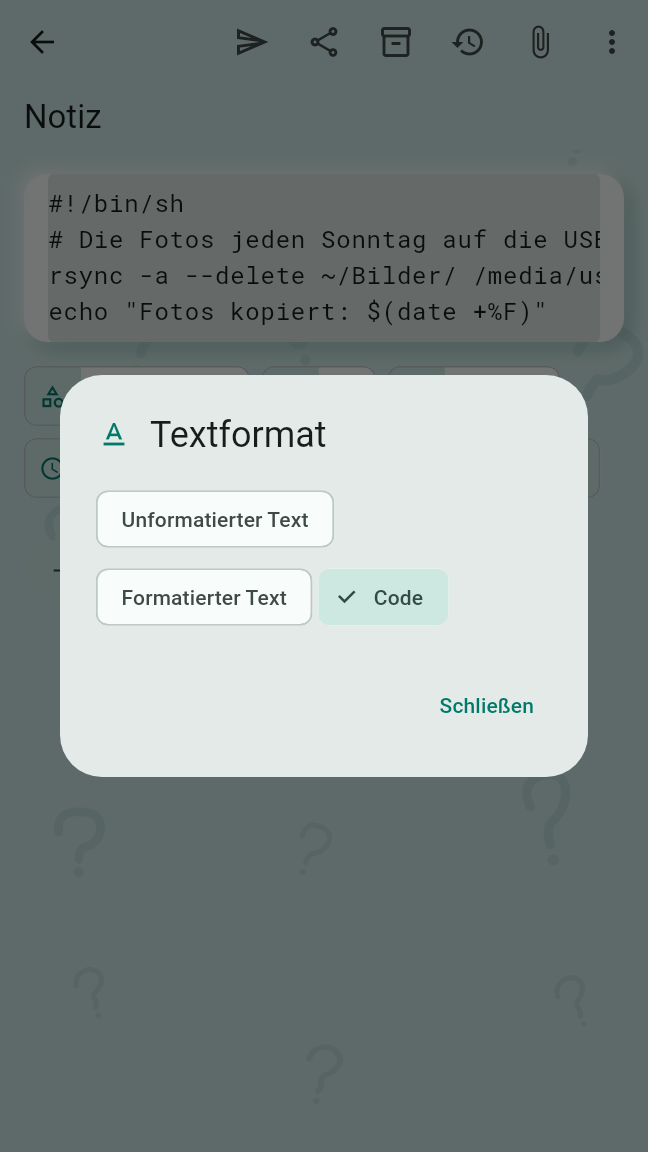 Notiz
#!/bin/sh
# Die Fotos jeden Sonntag auf die USB
rsync -a --delete ~/Bilder/ /media/us
echo "Fotos kopiert: $(date +%F)"
Textformat
Unformatierter Text
Formatierter Text
Code
Schließen